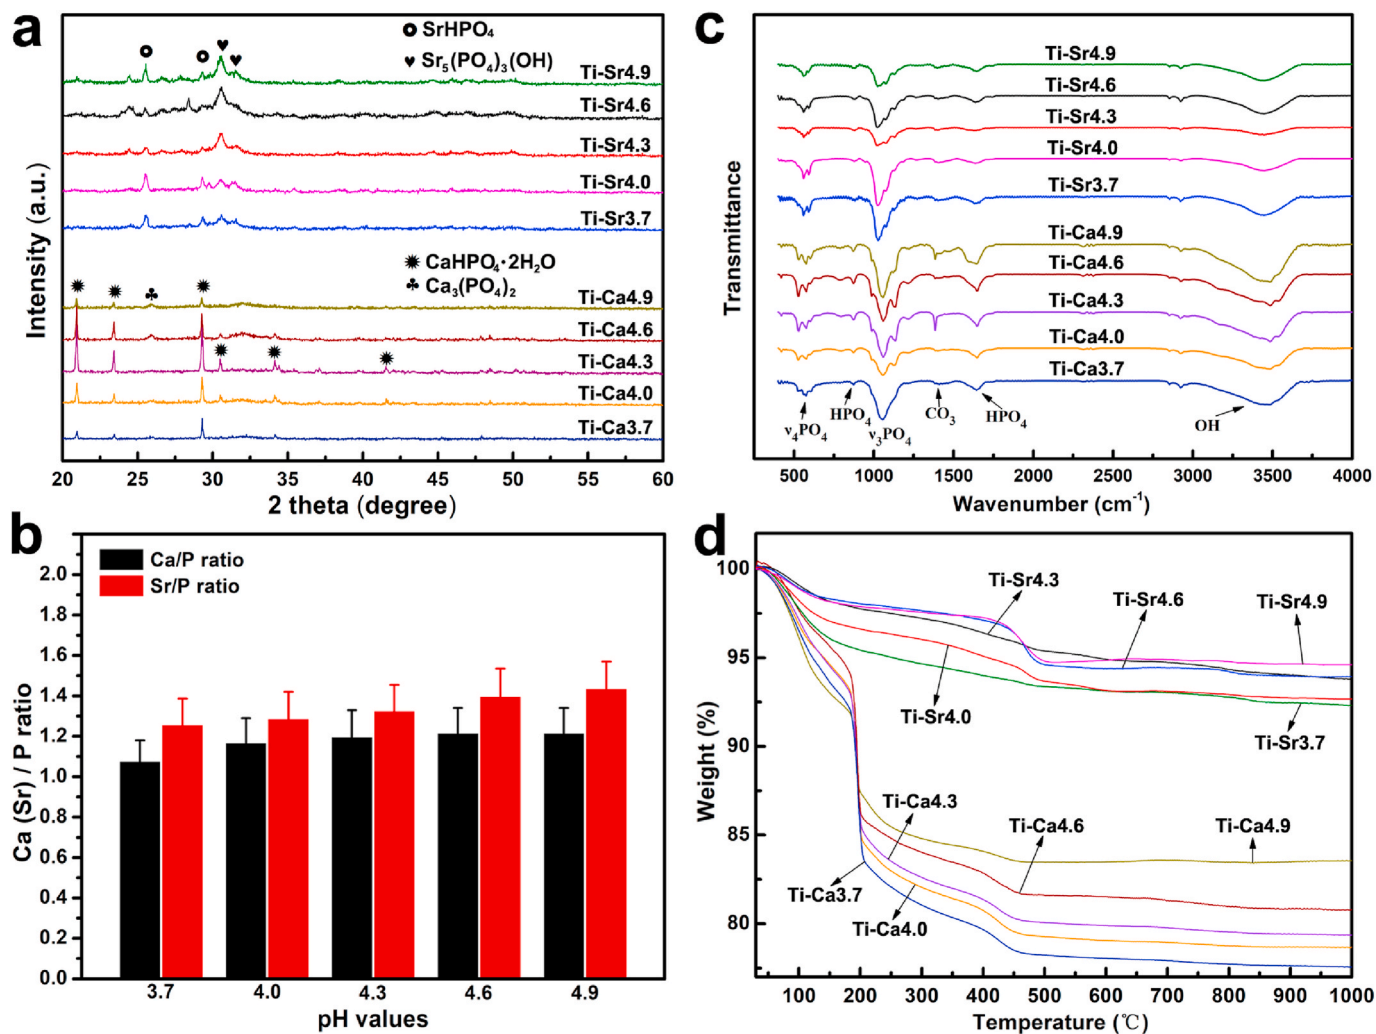 a
SrHPO₄
Sr₅(PO₄)₃(OH)
Ti-Sr4.9
Ti-Sr4.6
Ti-Sr4.3
Ti-Sr4.0
Ti-Sr3.7
CaHPO₄·2H₂O
Ca₃(PO₄)₂
Ti-Ca4.9
Ti-Ca4.6
Ti-Ca4.3
Ti-Ca4.0
Ti-Ca3.7
Intensity (a.u.)
20 25 30 35 40 45 50 55 60
2 theta (degree)
c
Ti-Sr4.9
Ti-Sr4.6
Ti-Sr4.3
Ti-Sr4.0
Ti-Sr3.7
Ti-Ca4.9
Ti-Ca4.6
Ti-Ca4.3
Ti-Ca4.0
Ti-Ca3.7
Transmittance
ν₄PO₄
HPO₄
ν₃PO₄
CO₃
HPO₄
OH
500 1000 1500 2000 2500 3000 3500 4000
Wavenumber (cm⁻¹)
b
Ca/P ratio
Sr/P ratio
Ca (Sr) / P ratio
2.0
1.8
1.6
1.4
1.2
1.0
0.8
0.6
0.4
0.2
0.0
3.7 4.0 4.3 4.6 4.9
pH values
d
Ti-Sr4.3
Ti-Sr4.6
Ti-Sr4.9
Ti-Sr4.0
Ti-Sr3.7
Ti-Ca4.3
Ti-Ca4.6
Ti-Ca4.9
Ti-Ca3.7
Ti-Ca4.0
Weight (%)
100
95
90
85
80
100 200 300 400 500 600 700 800 900 1000
Temperature (℃)